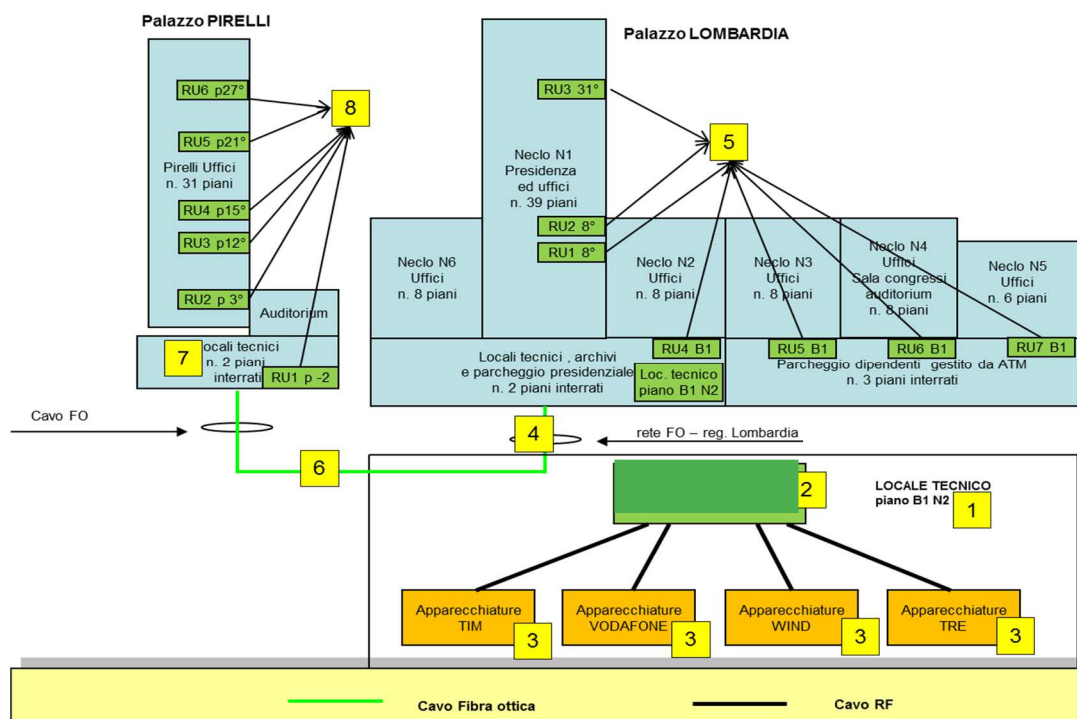 Palazzo PIRELLI
Palazzo LOMBARDIA
RU6 p27°
8
RU5 p21°
Pirelli Uffici
n. 31 piani
RU4 p15°
RU3 p12°
RU2 p 3°
Auditorium
7
locali tecnici
n. 2 piani
interrati
RU1 p -2
RU3 31°
5
Neclo N1
Presidenza
ed uffici
n. 39 piani
RU2 8°
RU1 8°
Neclo N6
Uffici
n. 8 piani
Neclo N2
Uffici
n. 8 piani
Neclo N3
Uffici
n. 8 piani
Neclo N4
Uffici
Sala congressi
auditorium
n. 8 piani
Neclo N5
Uffici
n. 6 piani
RU4 B1
RU5 B1
RU6 B1
RU7 B1
Locali tecnici , archivi
e parcheggio presidenziale
n. 2 piani interrati
Loc. tecnico
piano B1 N2
Parcheggio dipendenti gestito da ATM
n. 3 piani interrati
Cavo FO
4
rete FO – reg. Lombardia
6
2
LOCALE TECNICO
piano B1 N2
1
Apparecchiature
TIM
3
Apparecchiature
VODAFONE
3
Apparecchiature
WIND
3
Apparecchiature
TRE
3
Cavo Fibra ottica
Cavo RF